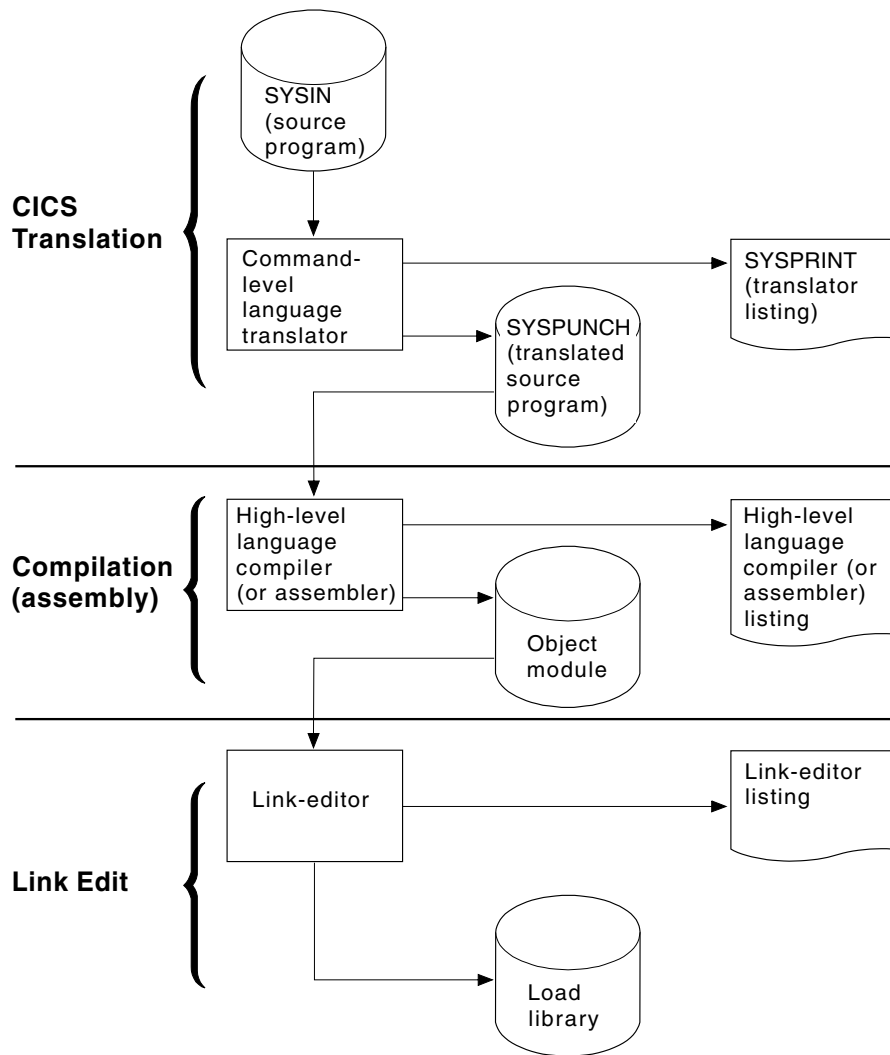 SYSIN
(source
program)
CICS
Translation
Command-
level
language
translator
SYSPRINT
(translator
listing)
SYSPUNCH
(translated
source
program)
High-level
language
compiler
(or assembler)
High-level
language
compiler (or
assembler)
listing
Compilation
(assembly)
Object
module
Link-editor
Link-editor
listing
Link Edit
Load
library